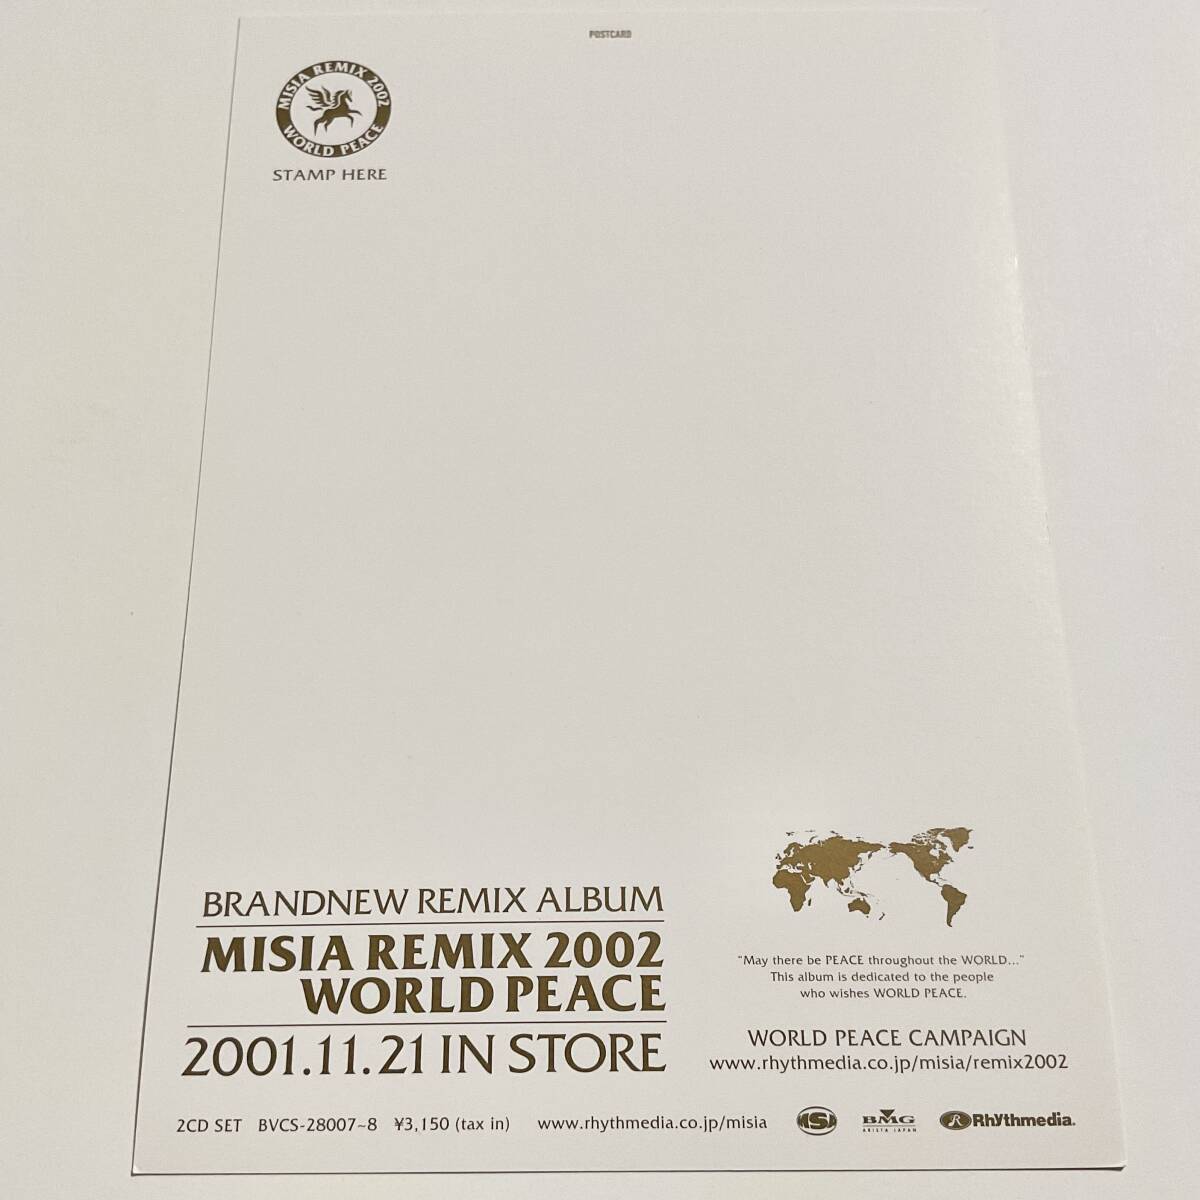 POSTCARD
MISIA REMIX 2002
WORLD PEACE
STAMP HERE
BRANDNEW REMIX ALBUM
MISIA REMIX 2002
WORLD PEACE
2001.11.21 IN STORE
"May there be PEACE throughout the WORLD..."
This album is dedicated to the people
who wishes WORLD PEACE.
WORLD PEACE CAMPAIGN
www.rhythmedia.co.jp/misia/remix2002
2CD SET BVCS-28007~8 ¥3,150 (tax in) www.rhythmedia.co.jp/misia MSA BMG R Rhythmedia.
ARISTA JAPAN